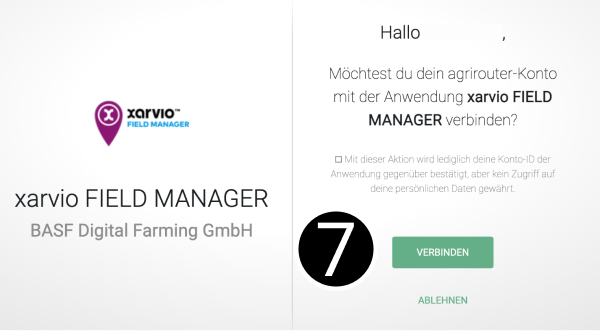 xarvio™
FIELD MANAGER
xarvio FIELD MANAGER
BASF Digital Farming GmbH
Hallo ,
Möchtest du dein agrirouter-Konto
mit der Anwendung xarvio FIELD
MANAGER verbinden?
☐ Mit dieser Aktion wird lediglich deine Konto-ID der
Anwendung gegenüber bestätigt, aber kein Zugriff auf
deine persönlichen Daten gewährt.
7
VERBINDEN
ABLEHNEN